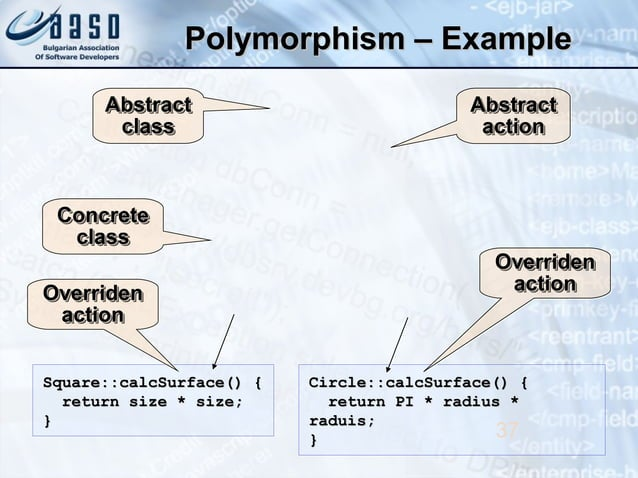 BASD
Bulgarian Association
Of Software Developers
Polymorphism – Example
Abstract
class
Abstract
action
Concrete
class
Overriden
action
Overriden
action
Square::calcSurface() {
return size * size;
}
Circle::calcSurface() {
return PI * radius *
raduis;
}
37